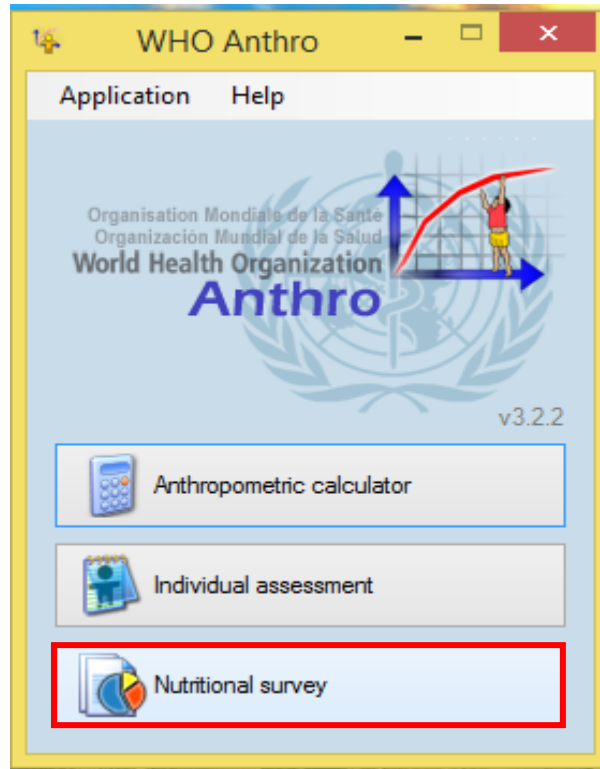 WHO Anthro
Application Help
Organisation Mondiale de la Santé
Organización Mundial de la Salud
World Health Organization
Anthro
v3.2.2
Anthropometric calculator
Individual assessment
Nutritional survey